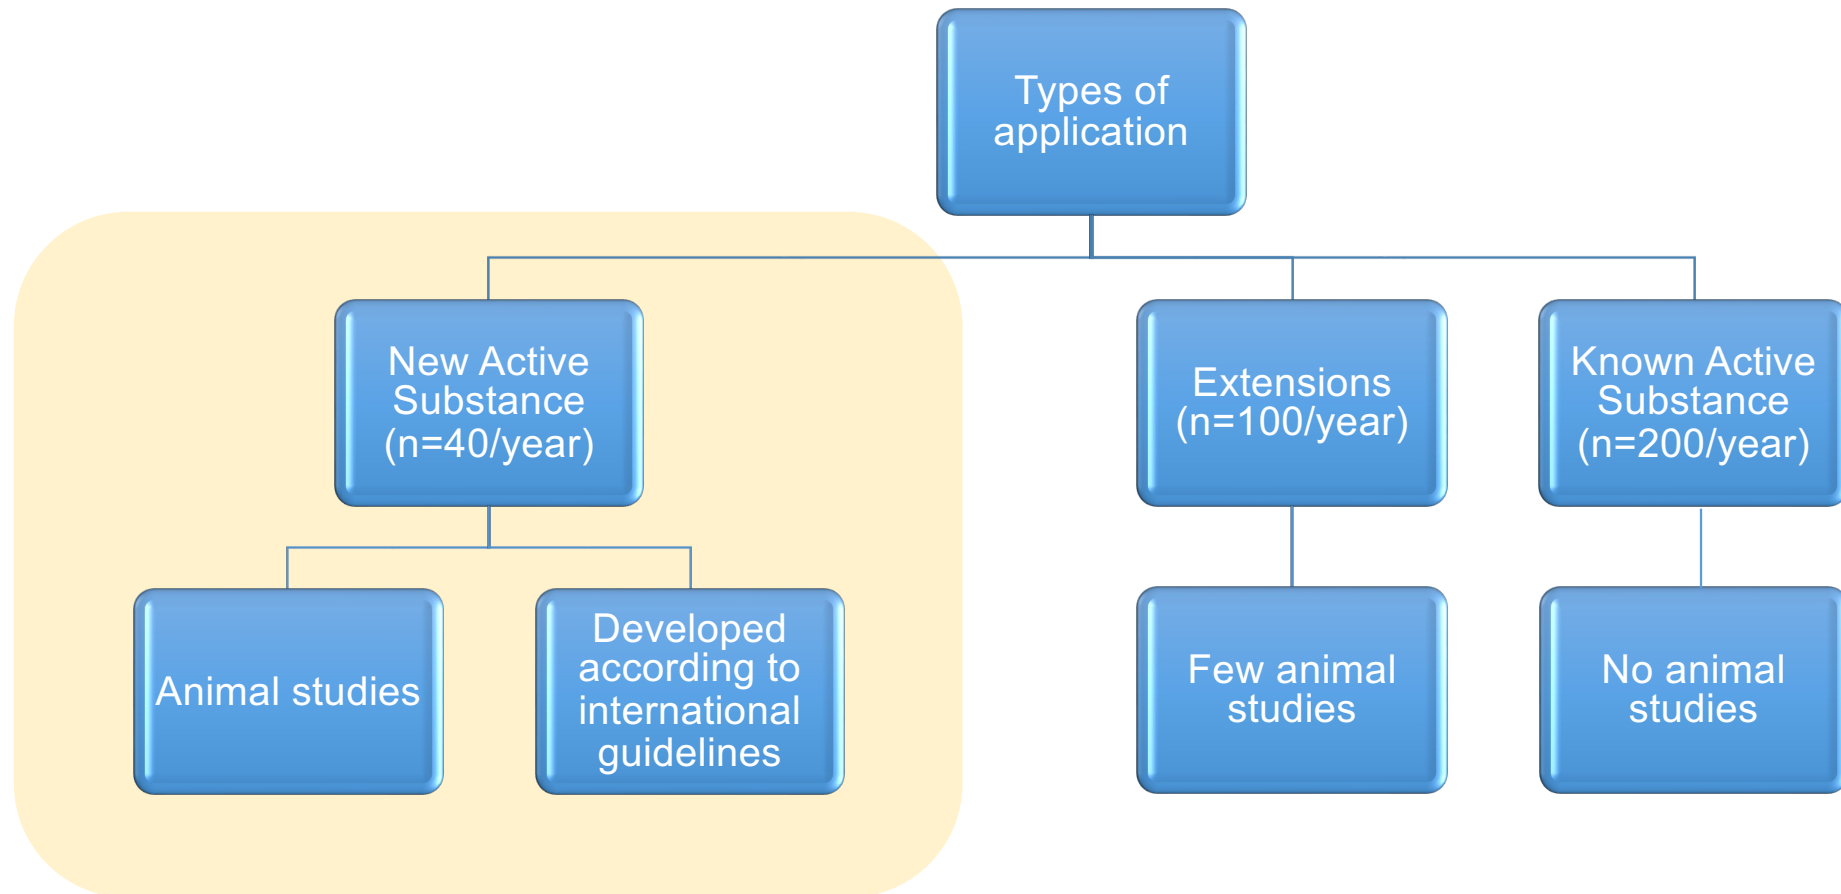 Types of
application
New Active
Substance
(n=40/year)
Extensions
(n=100/year)
Known Active
Substance
(n=200/year)
Animal studies
Developed
according to
international
guidelines
Few animal
studies
No animal
studies